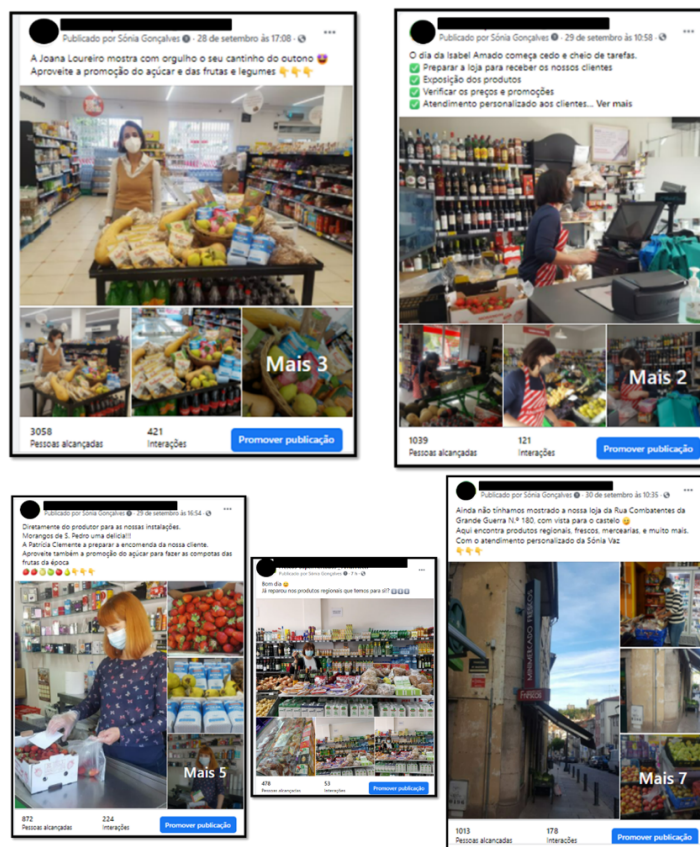 Publicado por Sónia Gonçalves · 28 de setembro às 17:08 ·
A Joana Loureiro mostra com orgulho o seu cantinho do outono 🤩
Aproveite a promoção do açúcar e das frutas e legumes 👇👇👇
Mais 3
3058
Pessoas alcançadas
421
Interações
Promover publicação
Publicado por Sónia Gonçalves · 29 de setembro às 10:58 ·
O dia da Isabel Amado começa cedo e cheio de tarefas.
✅ Preparar a loja para receber os nossos clientes
✅ Exposição dos produtos
✅ Verificar os preços e promoções
✅ Atendimento personalizado aos clientes... Ver mais
Mais 2
1039
Pessoas alcançadas
121
Interações
Promover publicação
Publicado por Sónia Gonçalves · 29 de setembro às 16:54 ·
Diretamente do produtor para as nossas instalações.
Morangos de S. Pedro uma delicia!!!
A Patrícia Clemente a preparar a encomenda da nossa cliente.
Aproveite também a promoção do açúcar para fazer as compotas das
frutas da época
Mais 5
872
Pessoas alcançadas
224
Interações
Promover publicação
Publicado por Sónia Gonçalves · 7 h ·
Bom dia
Já reparou nos produtos regionais que temos para si!?
478
Pessoas alcançadas
53
Interações
Promover publicação
Publicado por Sónia Gonçalves · 30 de setembro às 10:35 ·
Ainda não tínhamos mostrado a nossa loja da Rua Combatentes da
Grande Guerra N.º 180, com vista para o castelo
Aqui encontra produtos regionais, frescos, mercearias, e muito mais.
Com o atendimento personalizado da Sónia Vaz
👇👇👇
MINIMERCADO FRESCOS
FRESCOS
Mais 7
1013
Pessoas alcançadas
178
Interações
Promover publicação